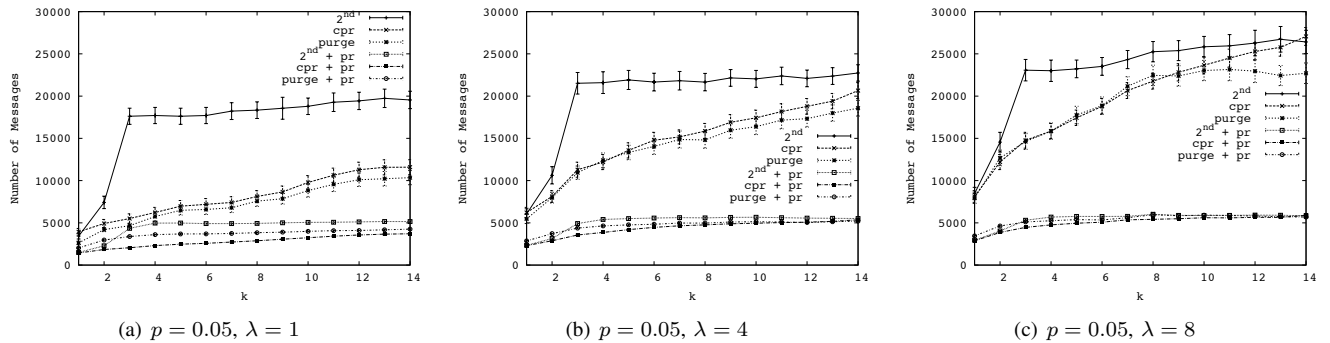 Number of Messages
30000
25000
20000
15000
10000
5000
0
2 4 6 8 10 12 14
k
2nd
cpr
purge
2nd + pr
cpr + pr
purge + pr
(a) p = 0.05, λ = 1
Number of Messages
30000
25000
20000
15000
10000
5000
0
2 4 6 8 10 12 14
k
2nd
cpr
purge
2nd + pr
cpr + pr
purge + pr
(b) p = 0.05, λ = 4
Number of Messages
30000
25000
20000
15000
10000
5000
0
2 4 6 8 10 12 14
k
2nd
cpr
purge
2nd + pr
cpr + pr
purge + pr
(c) p = 0.05, λ = 8